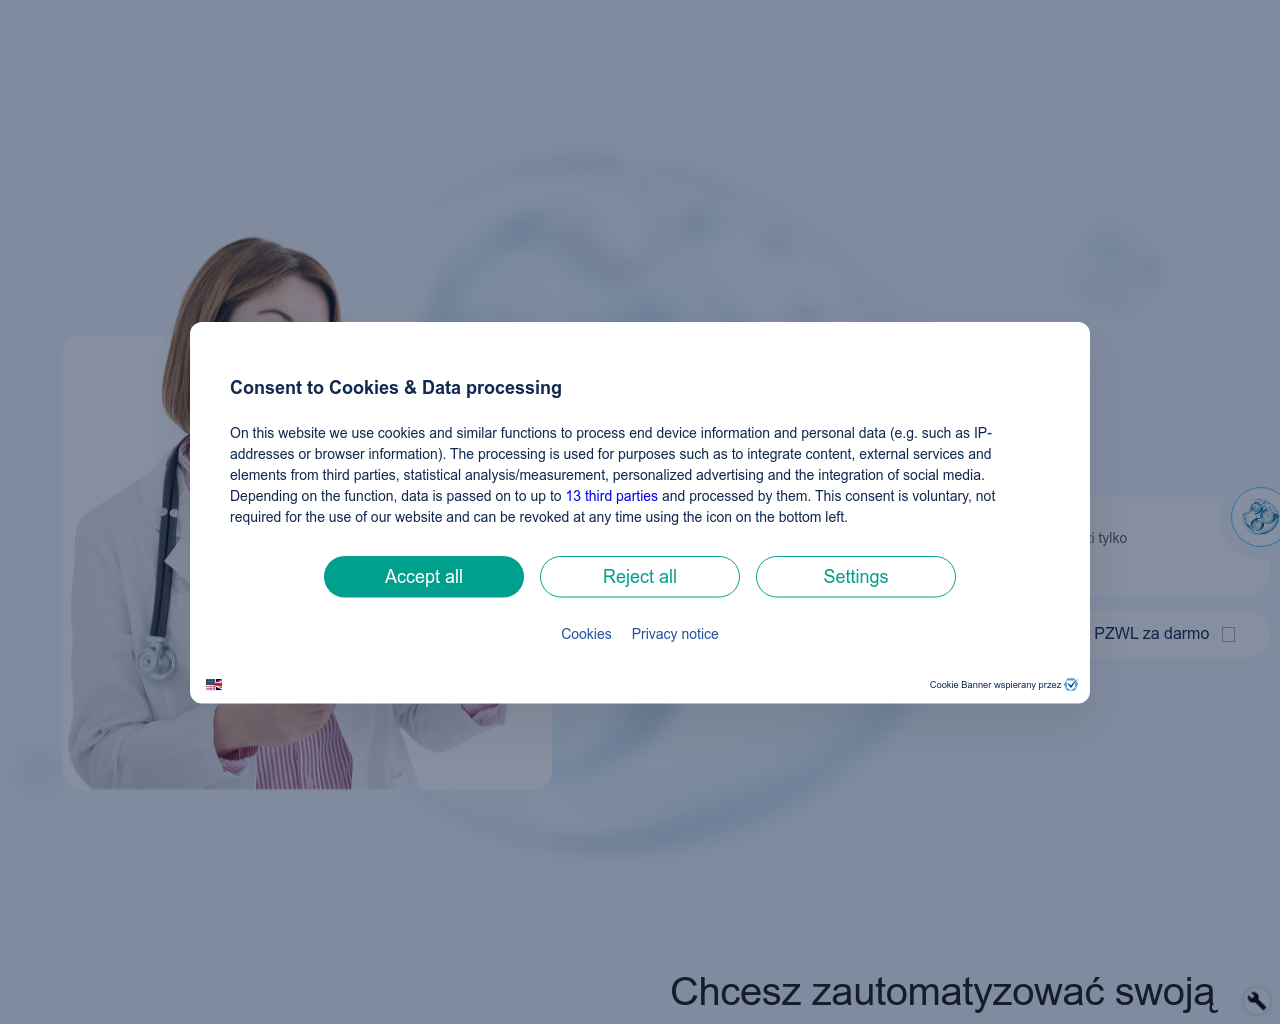 Consent to Cookies & Data processing
On this website we use cookies and similar functions to process end device information and personal data (e.g. such as IP-
addresses or browser information). The processing is used for purposes such as to integrate content, external services and
elements from third parties, statistical analysis/measurement, personalized advertising and the integration of social media.
Depending on the function, data is passed on to up to 13 third parties and processed by them. This consent is voluntary, not
required for the use of our website and can be revoked at any time using the icon on the bottom left.
tylko
Accept all Reject all Settings
Cookies Privacy notice
PZWL za darmo
Cookie Banner wspierany przez
Chcesz zautomatyzować swoją